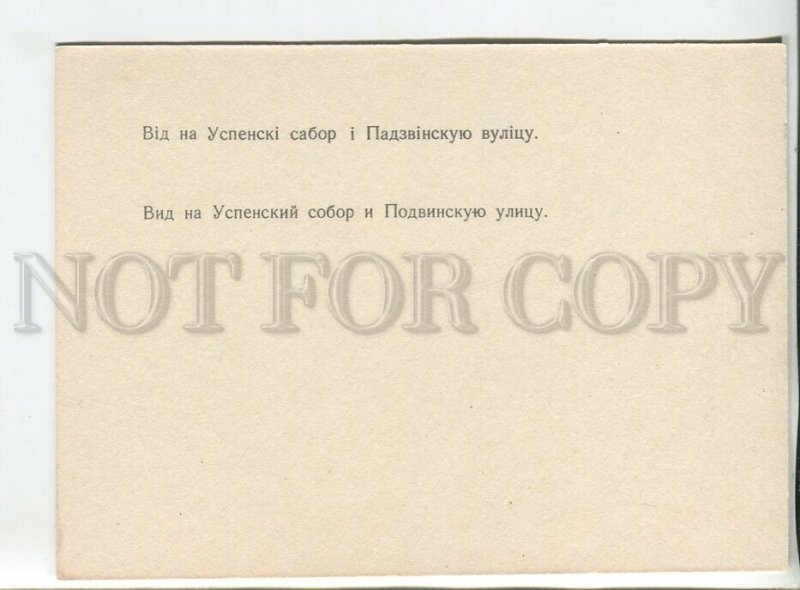 Від на Успенскі сабор і Падзвінскую вуліцу.
Вид на Успенский собор и Подвинскую улицу.
NOT FOR COPY